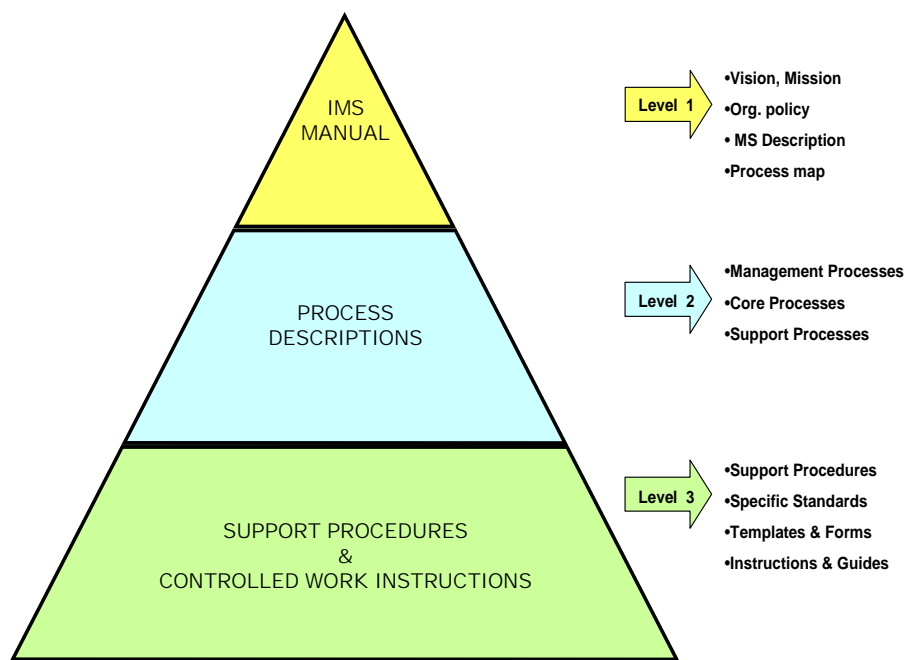 IMS
MANUAL
Level 1
•Vision, Mission
•Org. policy
• MS Description
•Process map
PROCESS
DESCRIPTIONS
Level 2
•Management Processes
•Core Processes
•Support Processes
SUPPORT PROCEDURES
&
CONTROLLED WORK INSTRUCTIONS
Level 3
•Support Procedures
•Specific Standards
•Templates & Forms
•Instructions & Guides